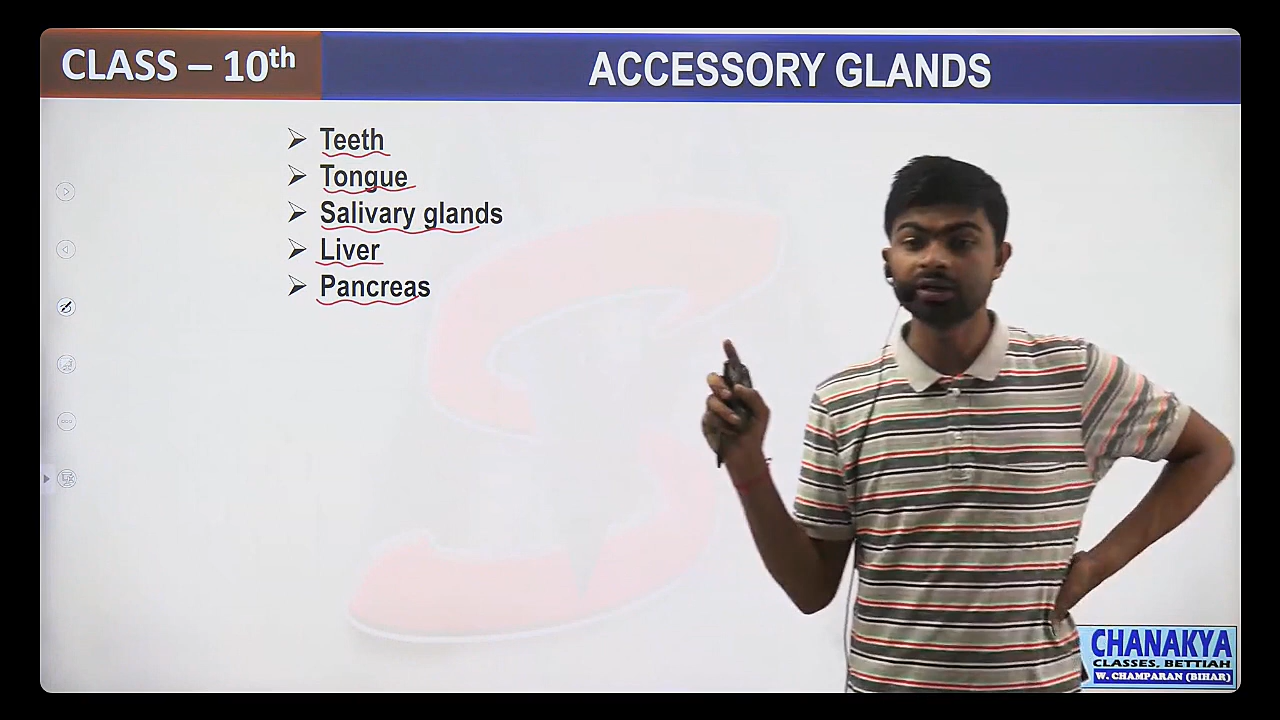 CLASS – 10th
ACCESSORY GLANDS
➢ Teeth
➢ Tongue
➢ Salivary glands
➢ Liver
➢ Pancreas
CHANAKYA
CLASSES, BETTIAH
W. CHAMPARAN (BIHAR)